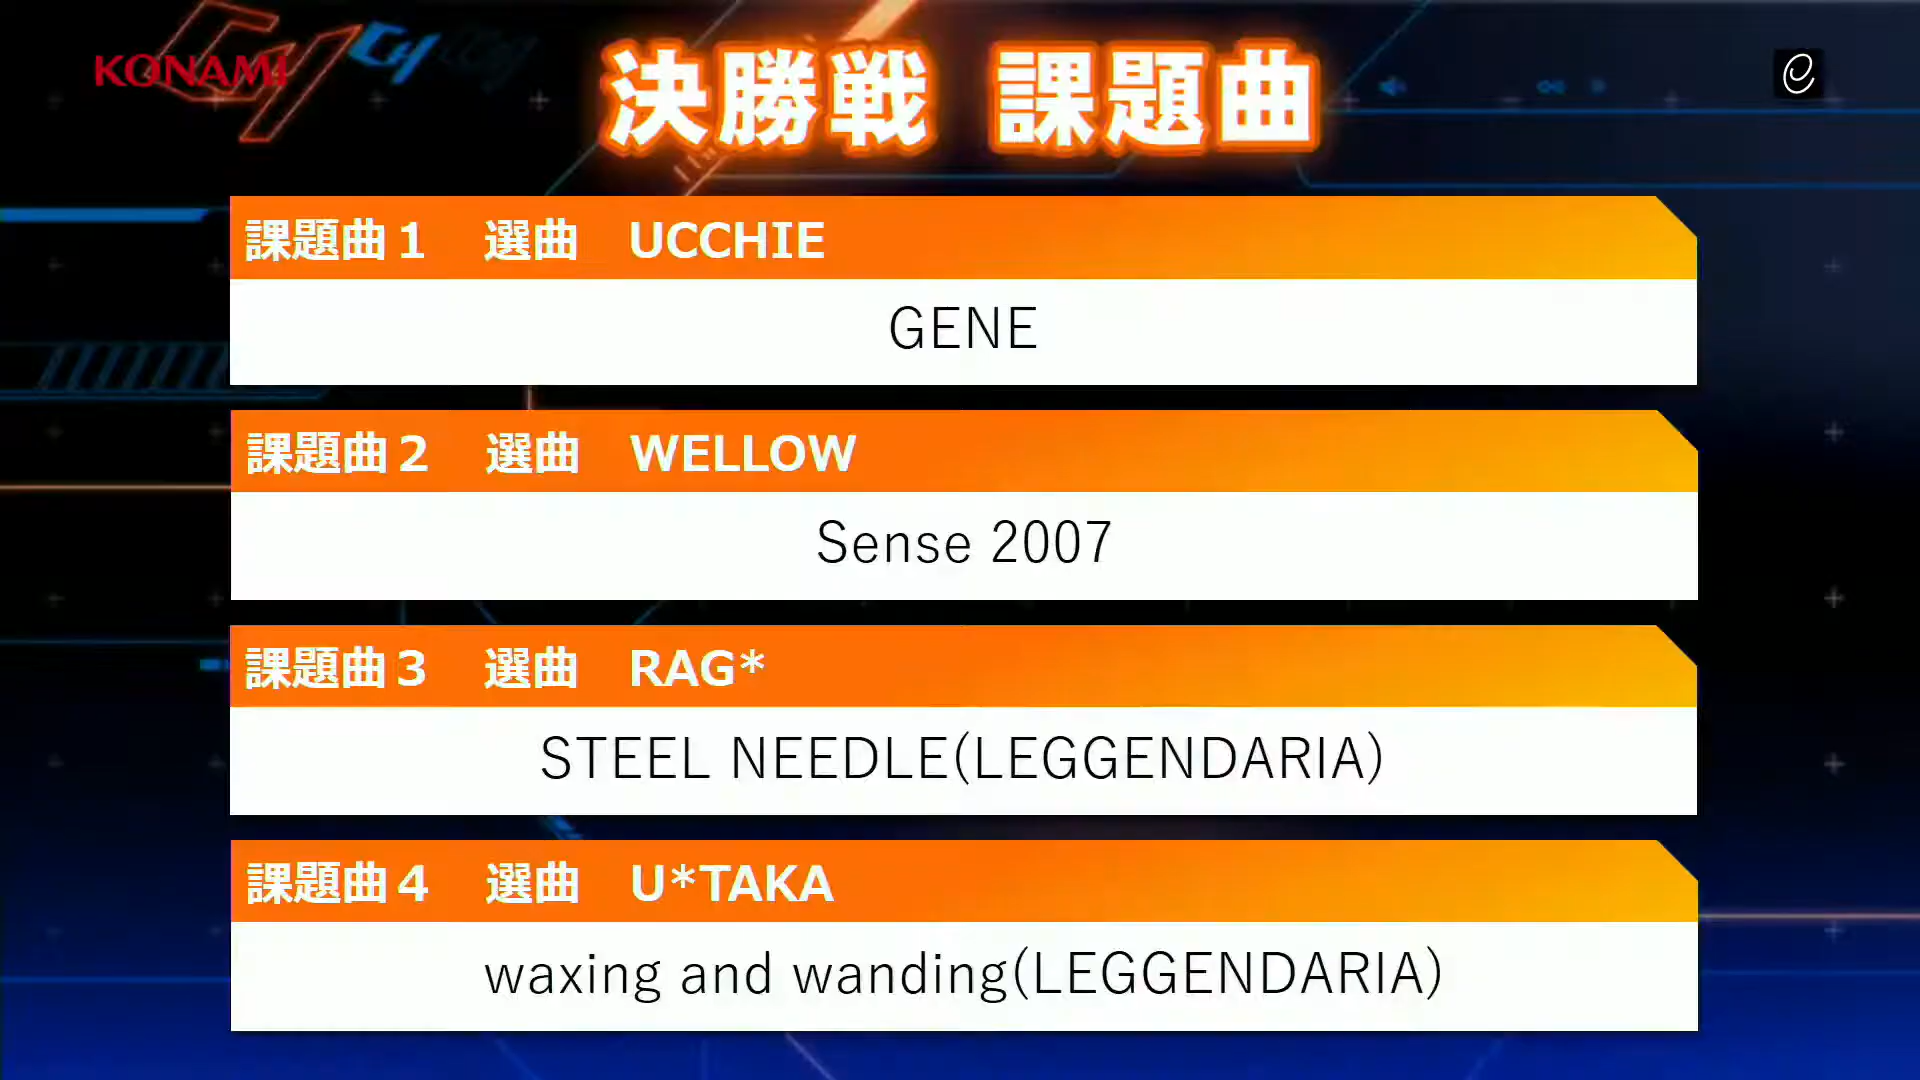 KONAMI
決勝戦 課題曲
課題曲1 選曲 UCCHIE
GENE
課題曲2 選曲 WELLOW
Sense 2007
課題曲3 選曲 RAG*
STEEL NEEDLE(LEGGENDARIA)
課題曲4 選曲 U*TAKA
waxing and wanding(LEGGENDARIA)